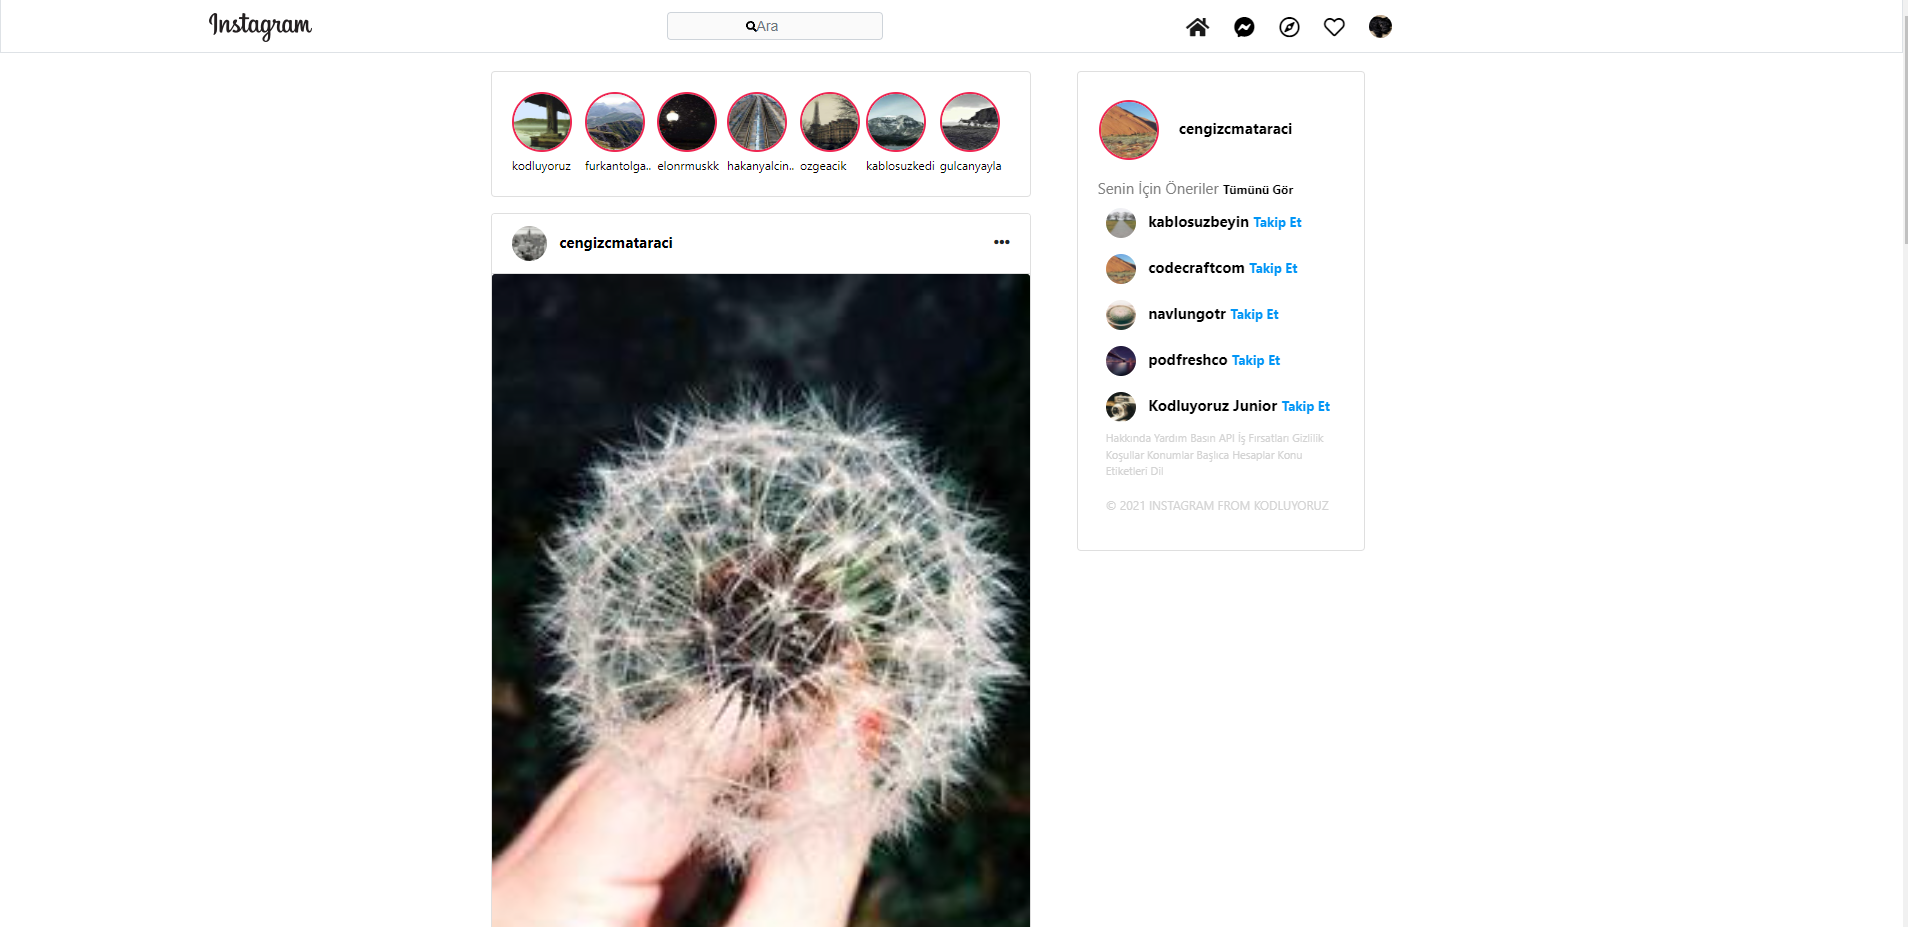 Instagram
Ara
kodluyoruz furkantolga.. elonrmuskk hakanyalcin.. ozgeacik kablosuzkedi gulcanyayla
cengizcmataraci
cengizcmataraci
Senin İçin Öneriler Tümünü Gör
kablosuzbeyin Takip Et
codecraftcom Takip Et
navlungotr Takip Et
podfreshco Takip Et
Kodluyoruz Junior Takip Et
Hakkında Yardım Basın API İş Fırsatları Gizlilik
Koşullar Konumlar Başlıca Hesaplar Konu
Etiketleri Dil
© 2021 INSTAGRAM FROM KODLUYORUZ